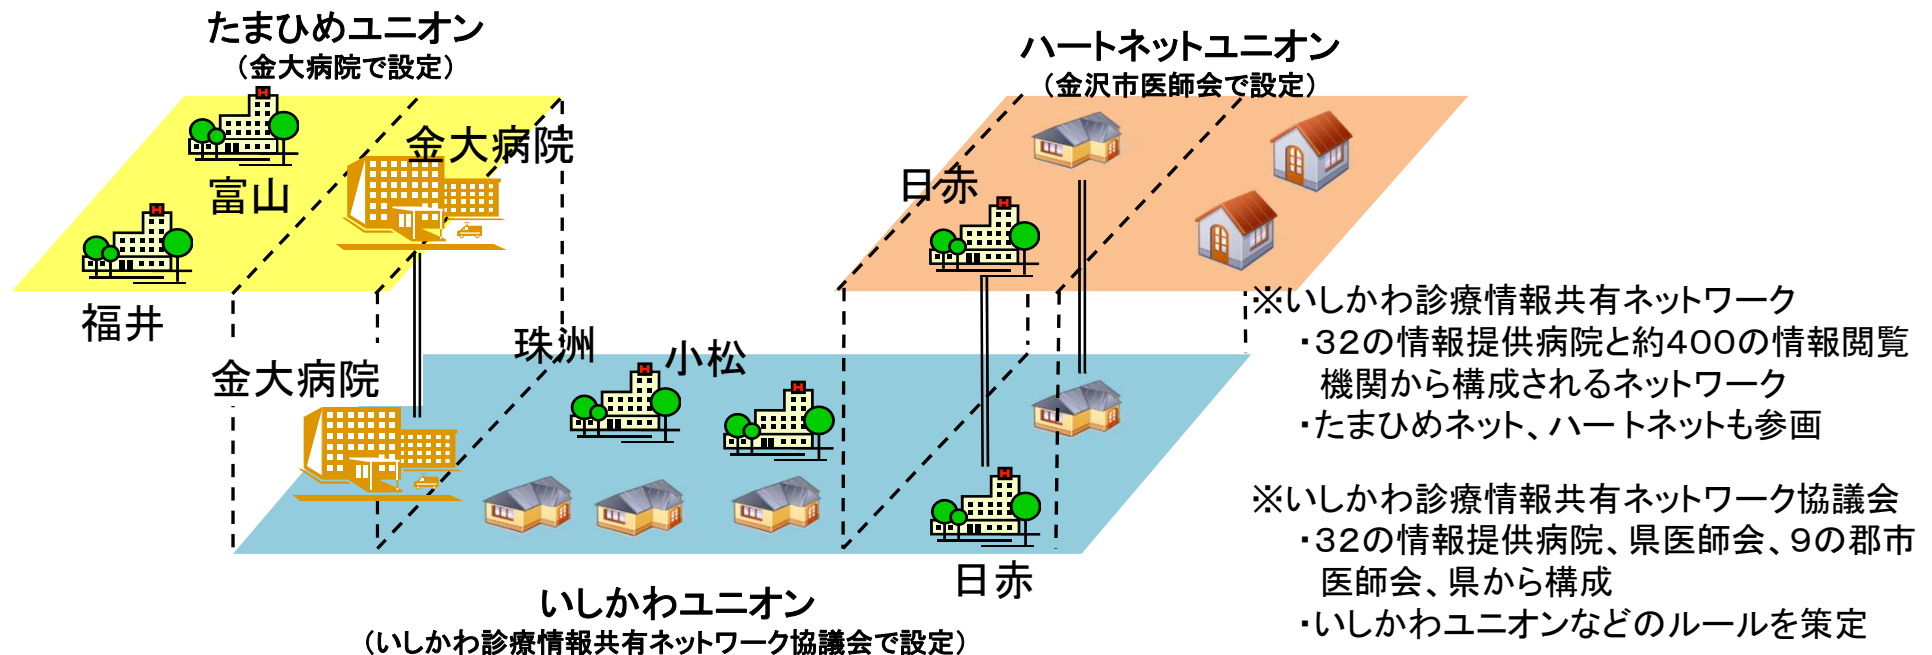 たまひめユニオン
（金大病院で設定）
ハートネットユニオン
（金沢市医師会で設定）
金大病院
富山
日赤
福井
珠洲
小松
金大病院
日赤
いしかわユニオン
（いしかわ診療情報共有ネットワーク協議会で設定）
※いしかわ診療情報共有ネットワーク
・３２の情報提供病院と約４００の情報閲覧
機関から構成されるネットワーク
・たまひめネット、ハートネットも参画
※いしかわ診療情報共有ネットワーク協議会
・３２の情報提供病院、県医師会、９の郡市
医師会、県から構成
・いしかわユニオンなどのルールを策定